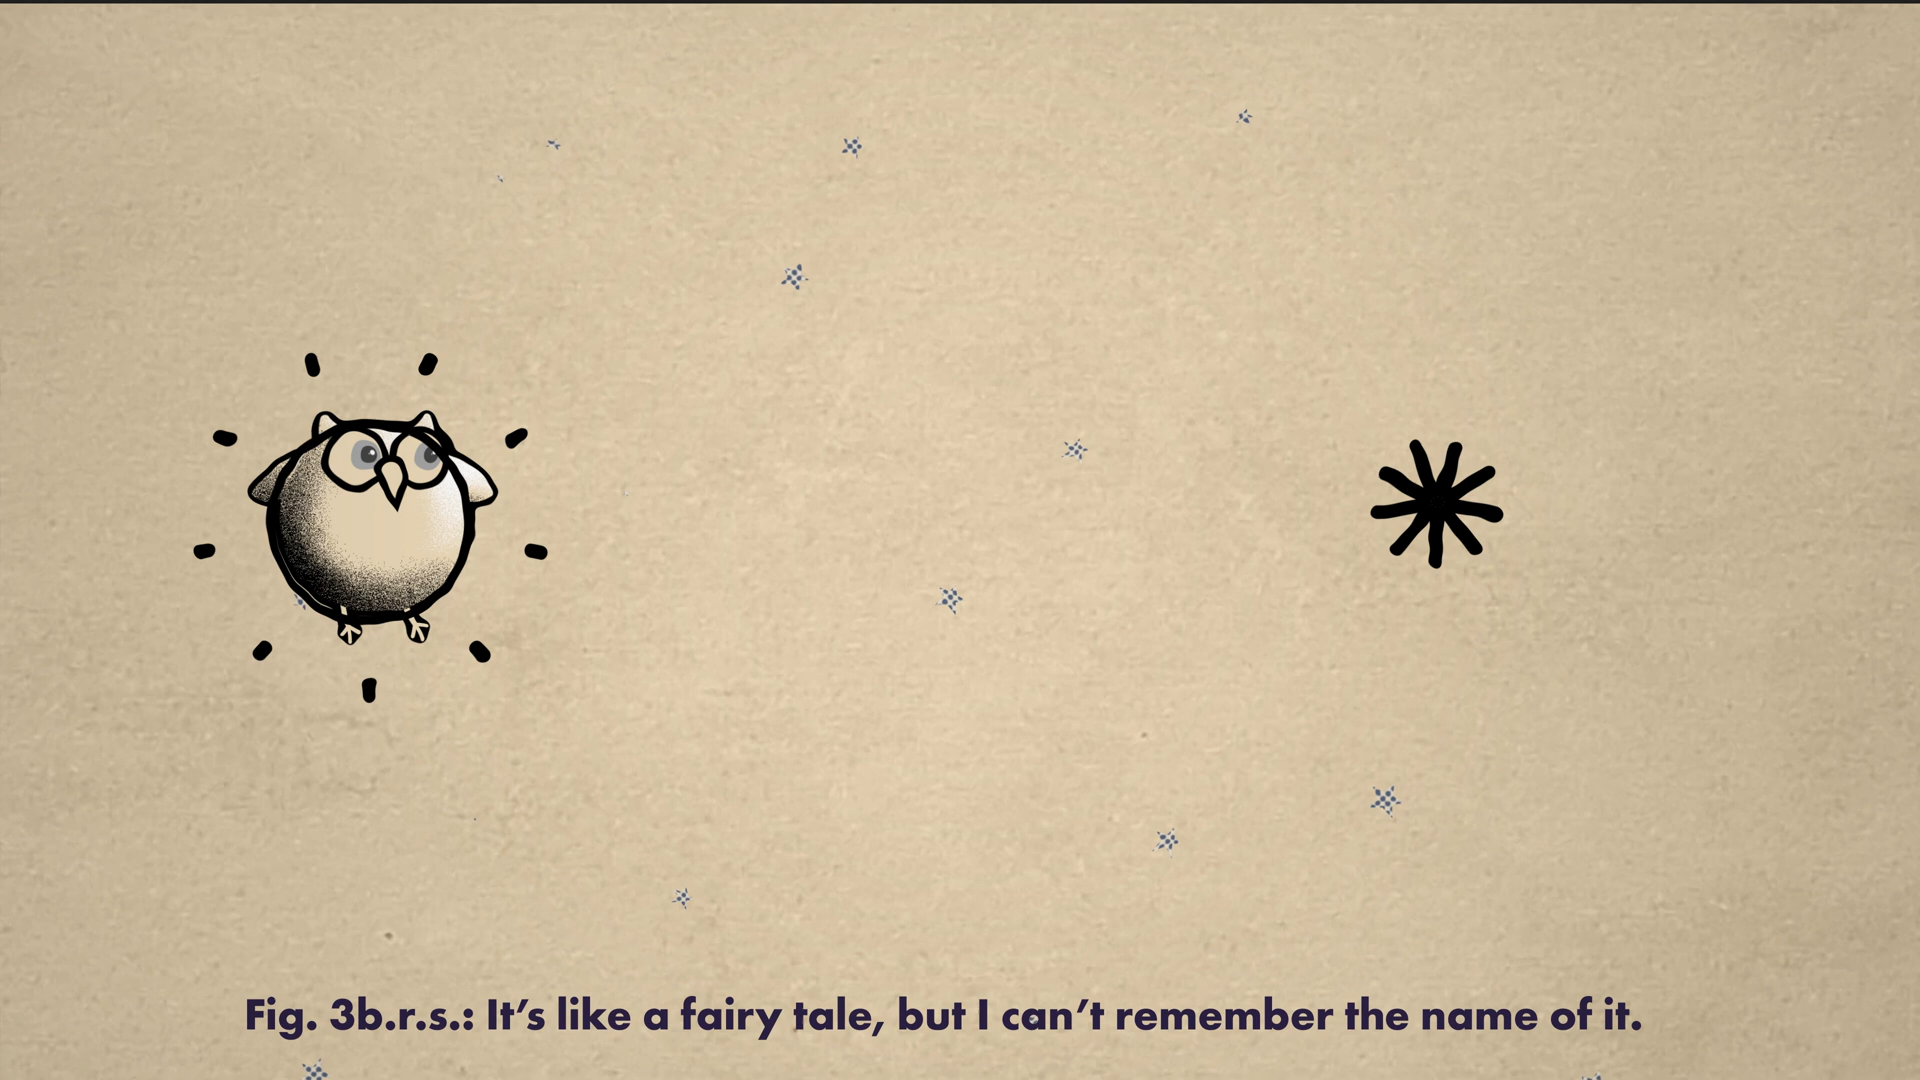 Fig. 3b.r.s.: It’s like a fairy tale, but I can’t remember the name of it.